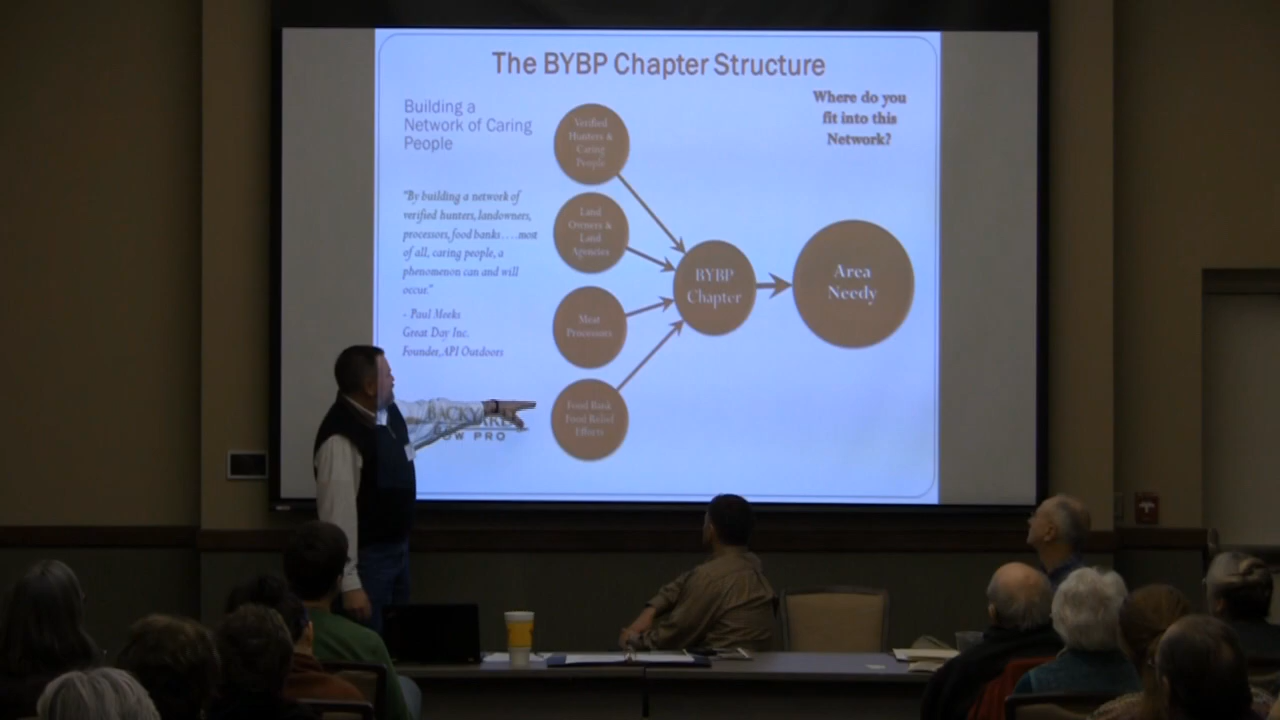 The BYBP Chapter Structure
Building a
Network of Caring
People
"By building a network of
verified hunters, landowners,
processors, food banks . . . . most
of all, caring people, a
phenomenon can and will
occur."
- Paul Meeks
Great Day Inc.
Founder, API Outdoors
Verified
Hunters &
Caring
People
Land
Owners &
Land
Agencies
Meat
Processors
Food Bank
Food Relief
Efforts
BYBP
Chapter
Area
Needy
Where do you
fit into this
Network?
BACKYARD
BOW PRO